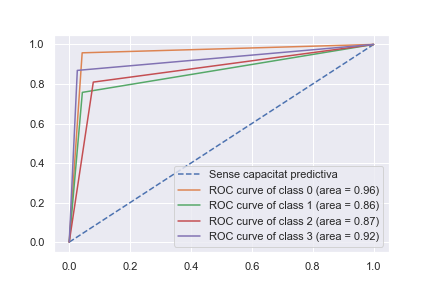 1.0
0.8
0.6
0.4
0.2
0.0
Sense capacitat predictiva
ROC curve of class 0 (area = 0.96)
ROC curve of class 1 (area = 0.86)
ROC curve of class 2 (area = 0.87)
ROC curve of class 3 (area = 0.92)
0.0 0.2 0.4 0.6 0.8 1.0